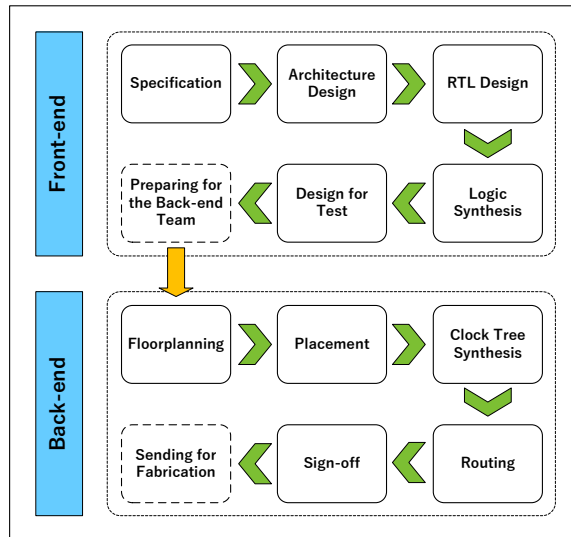 Front-end
Specification
Architecture
Design
RTL Design
Preparing for
the Back-end
Team
Design for
Test
Logic
Synthesis
Back-end
Floorplanning
Placement
Clock Tree
Synthesis
Sending for
Fabrication
Sign-off
Routing